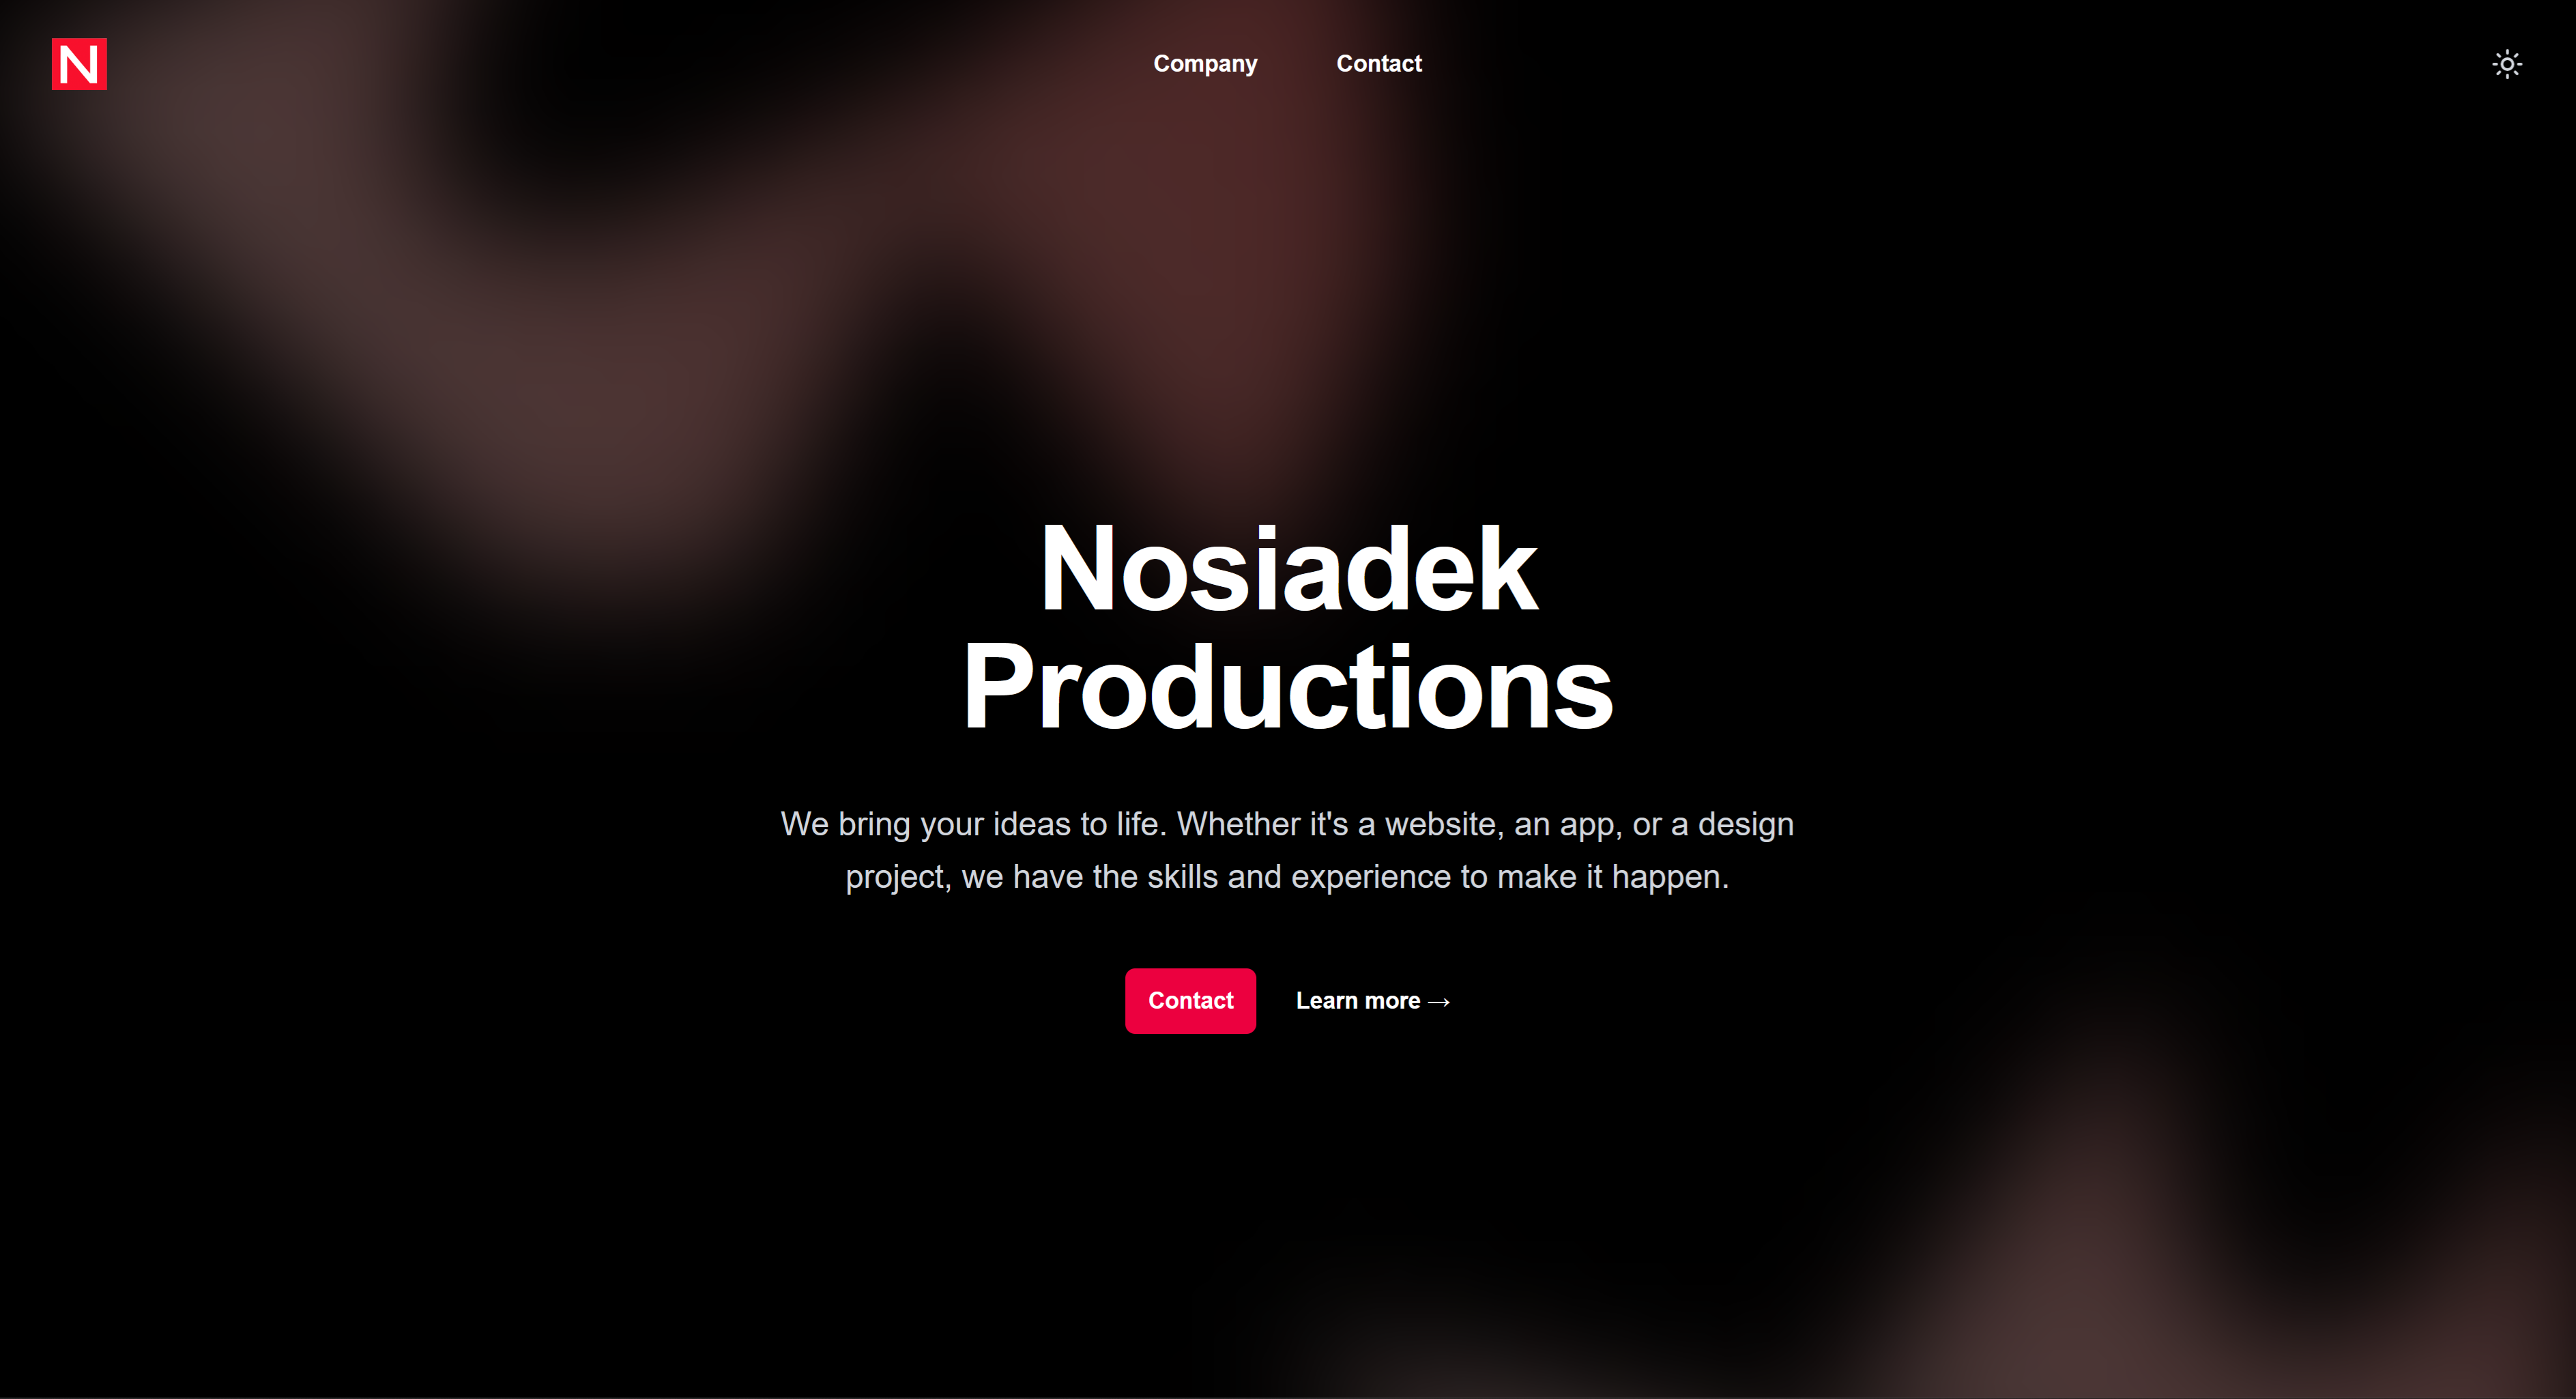 N
Company
Contact
Nosiadek
Productions
We bring your ideas to life. Whether it's a website, an app, or a design
project, we have the skills and experience to make it happen.
Contact
Learn more →